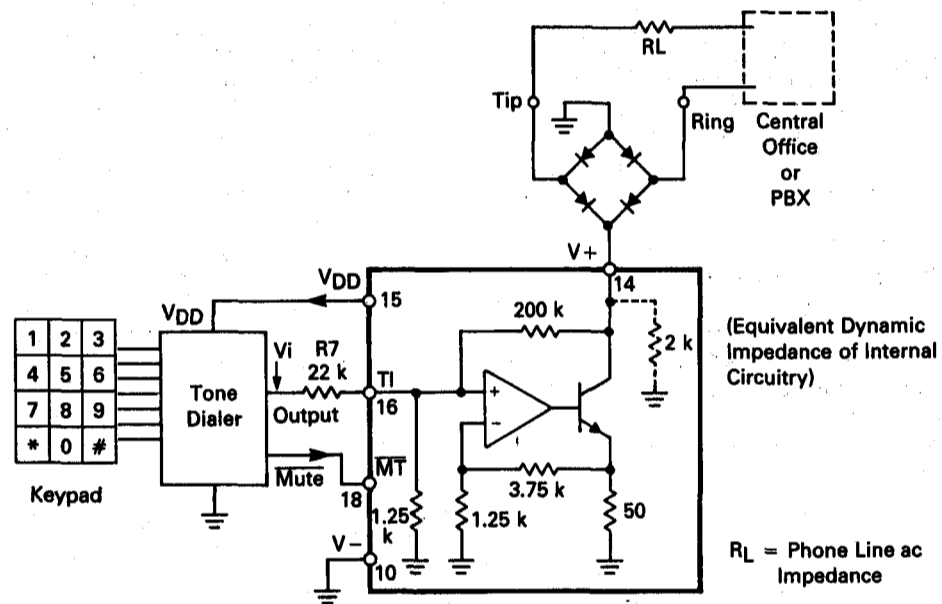 RL
Tip
Ring
Central
Office
or
PBX
V+
14
VDD
15
VDD
200 k
2 k
(Equivalent Dynamic
Impedance of Internal
Circuitry)
1 2 3
4 5 6
7 8 9
* 0 #
Keypad
Tone
Dialer
Vi
R7
22 k
Output
TI
16
+
−
Mute
MT
18
3.75 k
1.25
k
1.25 k
50
V−
10
RL = Phone Line ac
Impedance